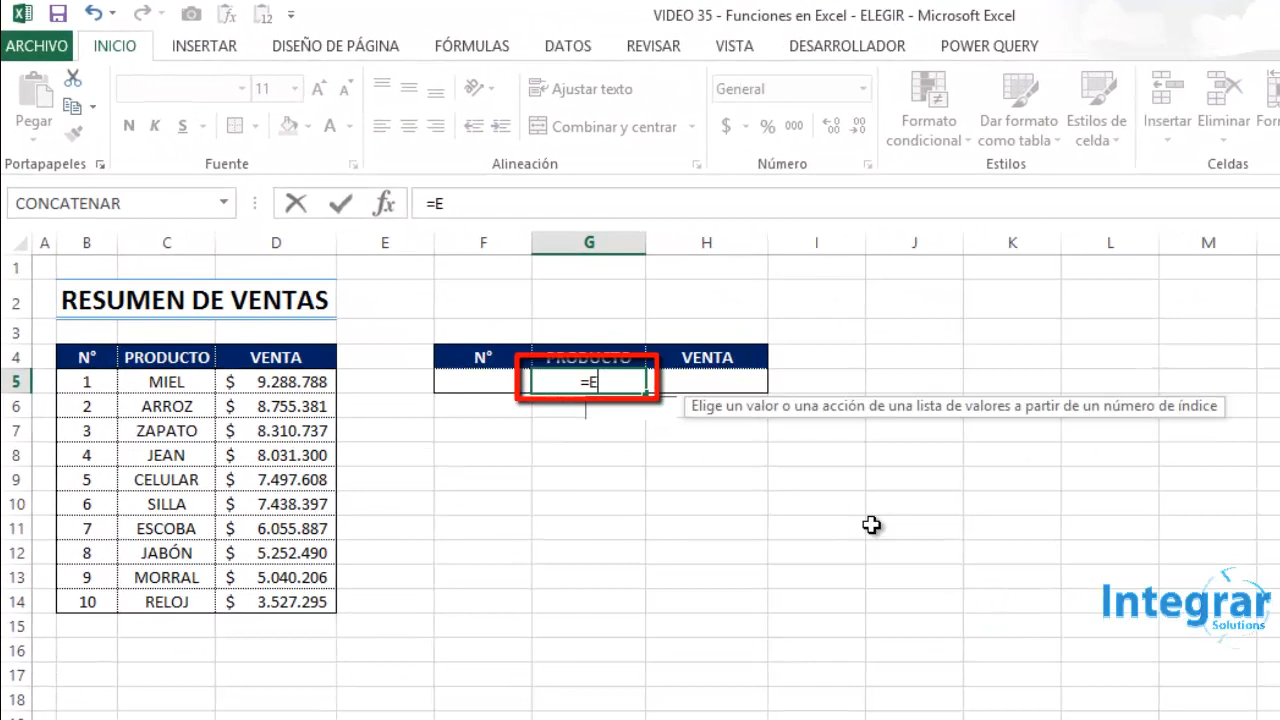 VIDEO 35 - Funciones en Excel - ELEGIR - Microsoft Excel
ARCHIVO INICIO INSERTAR DISEÑO DE PÁGINA FÓRMULAS DATOS REVISAR VISTA DESARROLLADOR POWER QUERY
Pegar
Portapapeles
11
N K S A
Fuente
Ajustar texto
Combinar y centrar
Alineación
General
$ % 000
Número
Formato condicional
Dar formato como tabla
Estilos de celda
Estilos
Insertar Eliminar
Celdas
CONCATENAR fx =E
A B C D E F G H I J K L M
1
2 RESUMEN DE VENTAS
3
4 N° PRODUCTO VENTA N° PRODUCTO VENTA
5 1 MIEL $ 9.288.788 =E
6 2 ARROZ $ 8.755.381 Elige un valor o una acción de una lista de valores a partir de un número de índice
7 3 ZAPATO $ 8.310.737
8 4 JEAN $ 8.031.300
9 5 CELULAR $ 7.497.608
10 6 SILLA $ 7.438.397
11 7 ESCOBA $ 6.055.887
12 8 JABÓN $ 5.252.490
13 9 MORRAL $ 5.040.206
14 10 RELOJ $ 3.527.295
15
16
17
18
Integrar
Solutions